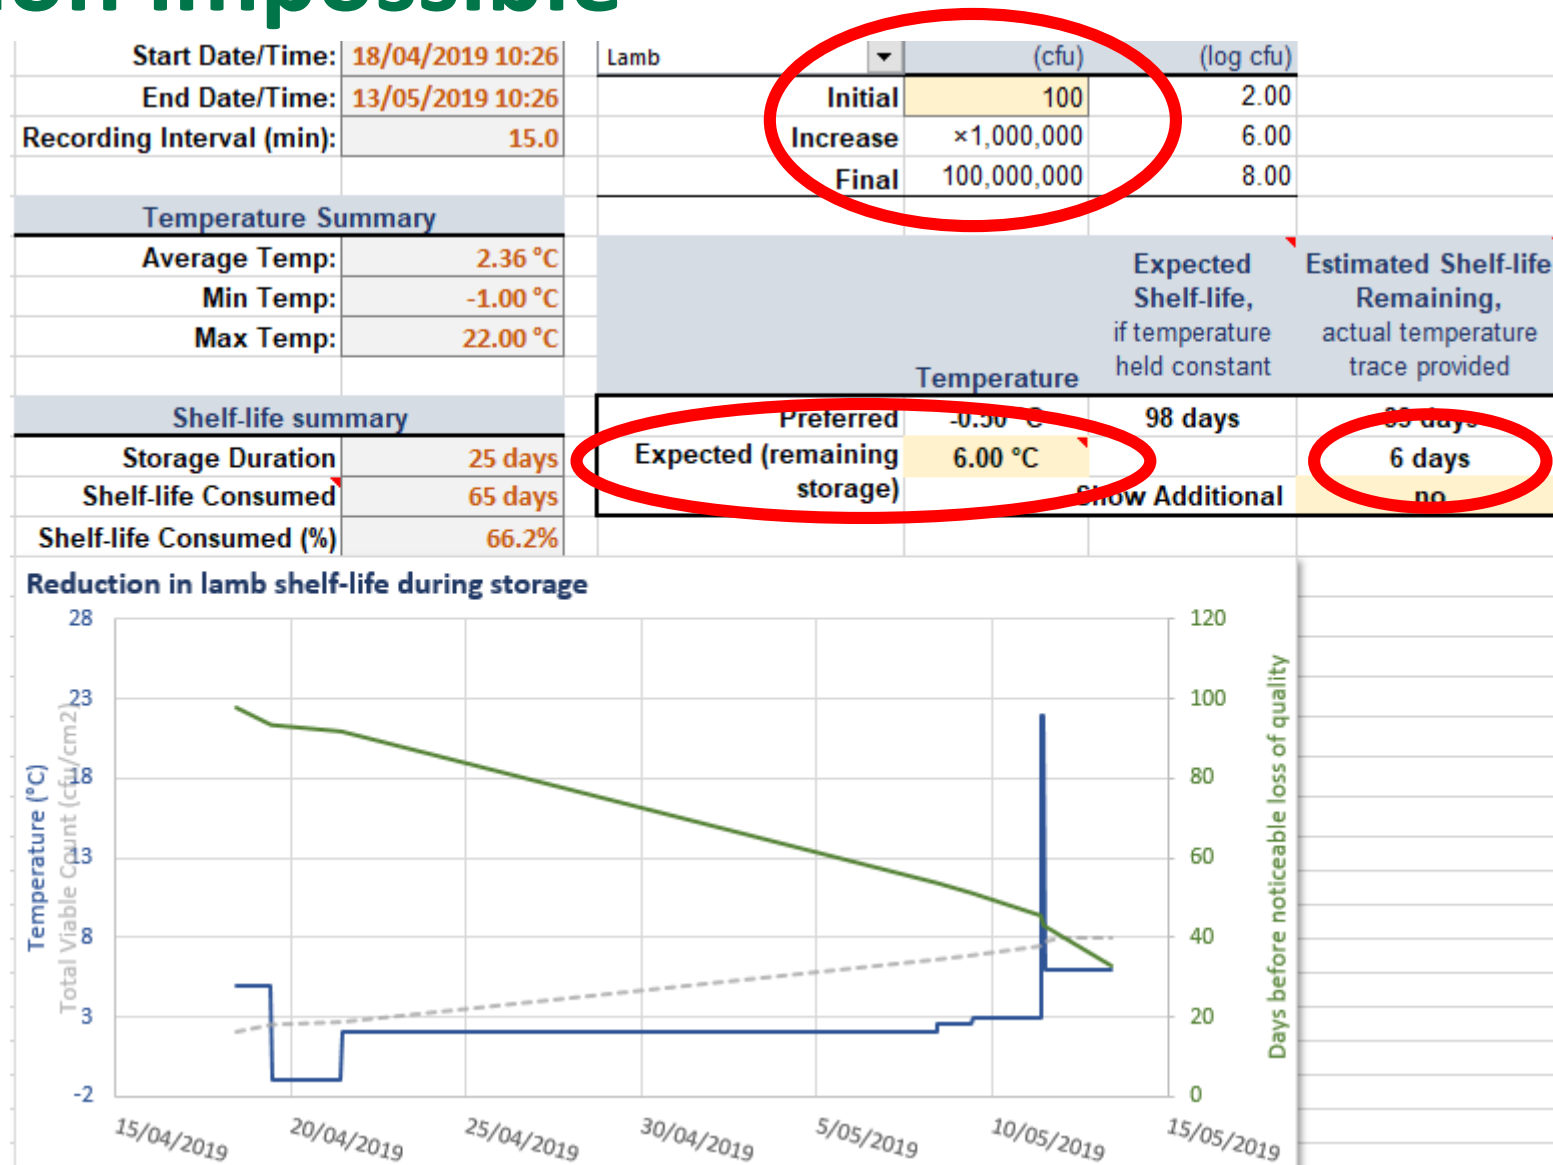 Impossible
Start Date/Time: 18/04/2019 10:26
End Date/Time: 13/05/2019 10:26
Recording Interval (min): 15.0
Temperature Summary
Average Temp: 2.36 °C
Min Temp: -1.00 °C
Max Temp: 22.00 °C
Shelf-life summary
Storage Duration 25 days
Shelf-life Consumed 65 days
Shelf-life Consumed (%) 66.2%
Lamb (cfu) (log cfu)
Initial 100 2.00
Increase ×1,000,000 6.00
Final 100,000,000 8.00
Temperature
Expected
Shelf-life,
if temperature
held constant
Estimated Shelf-life
Remaining,
actual temperature
trace provided
Preferred -0.50 °C 98 days days
Expected (remaining
storage)
6.00 °C 6 days
Show Additional no
Reduction in lamb shelf-life during storage
Temperature (°C)
Total Viable Count (cfu/cm2)
28
23
18
13
8
3
-2
120
100
80
60
40
20
0
Days before noticeable loss of quality
15/04/2019 20/04/2019 25/04/2019 30/04/2019 5/05/2019 10/05/2019 15/05/2019